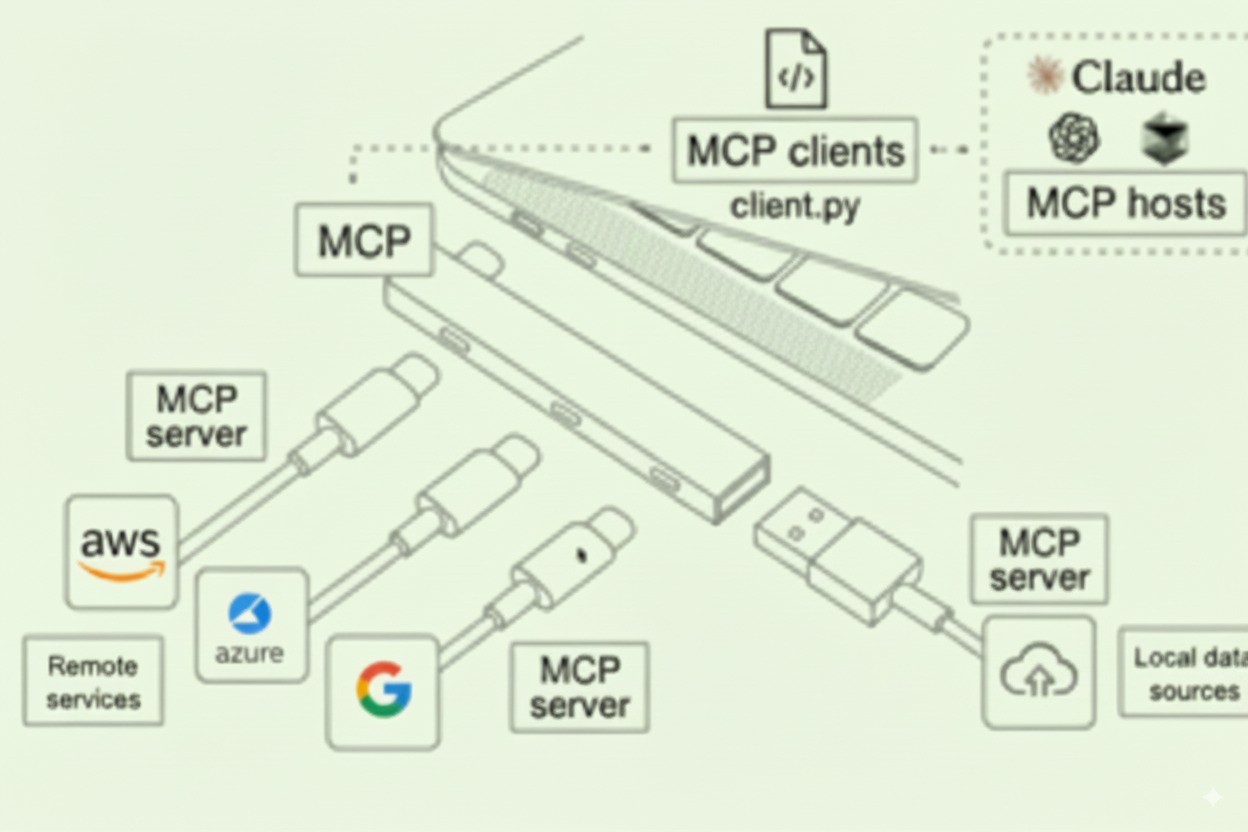 </>
Claude
MCP clients
client.py
MCP hosts
MCP
MCP
server
aws
azure
Remote
services
MCP
server
MCP
server
Local data
sources